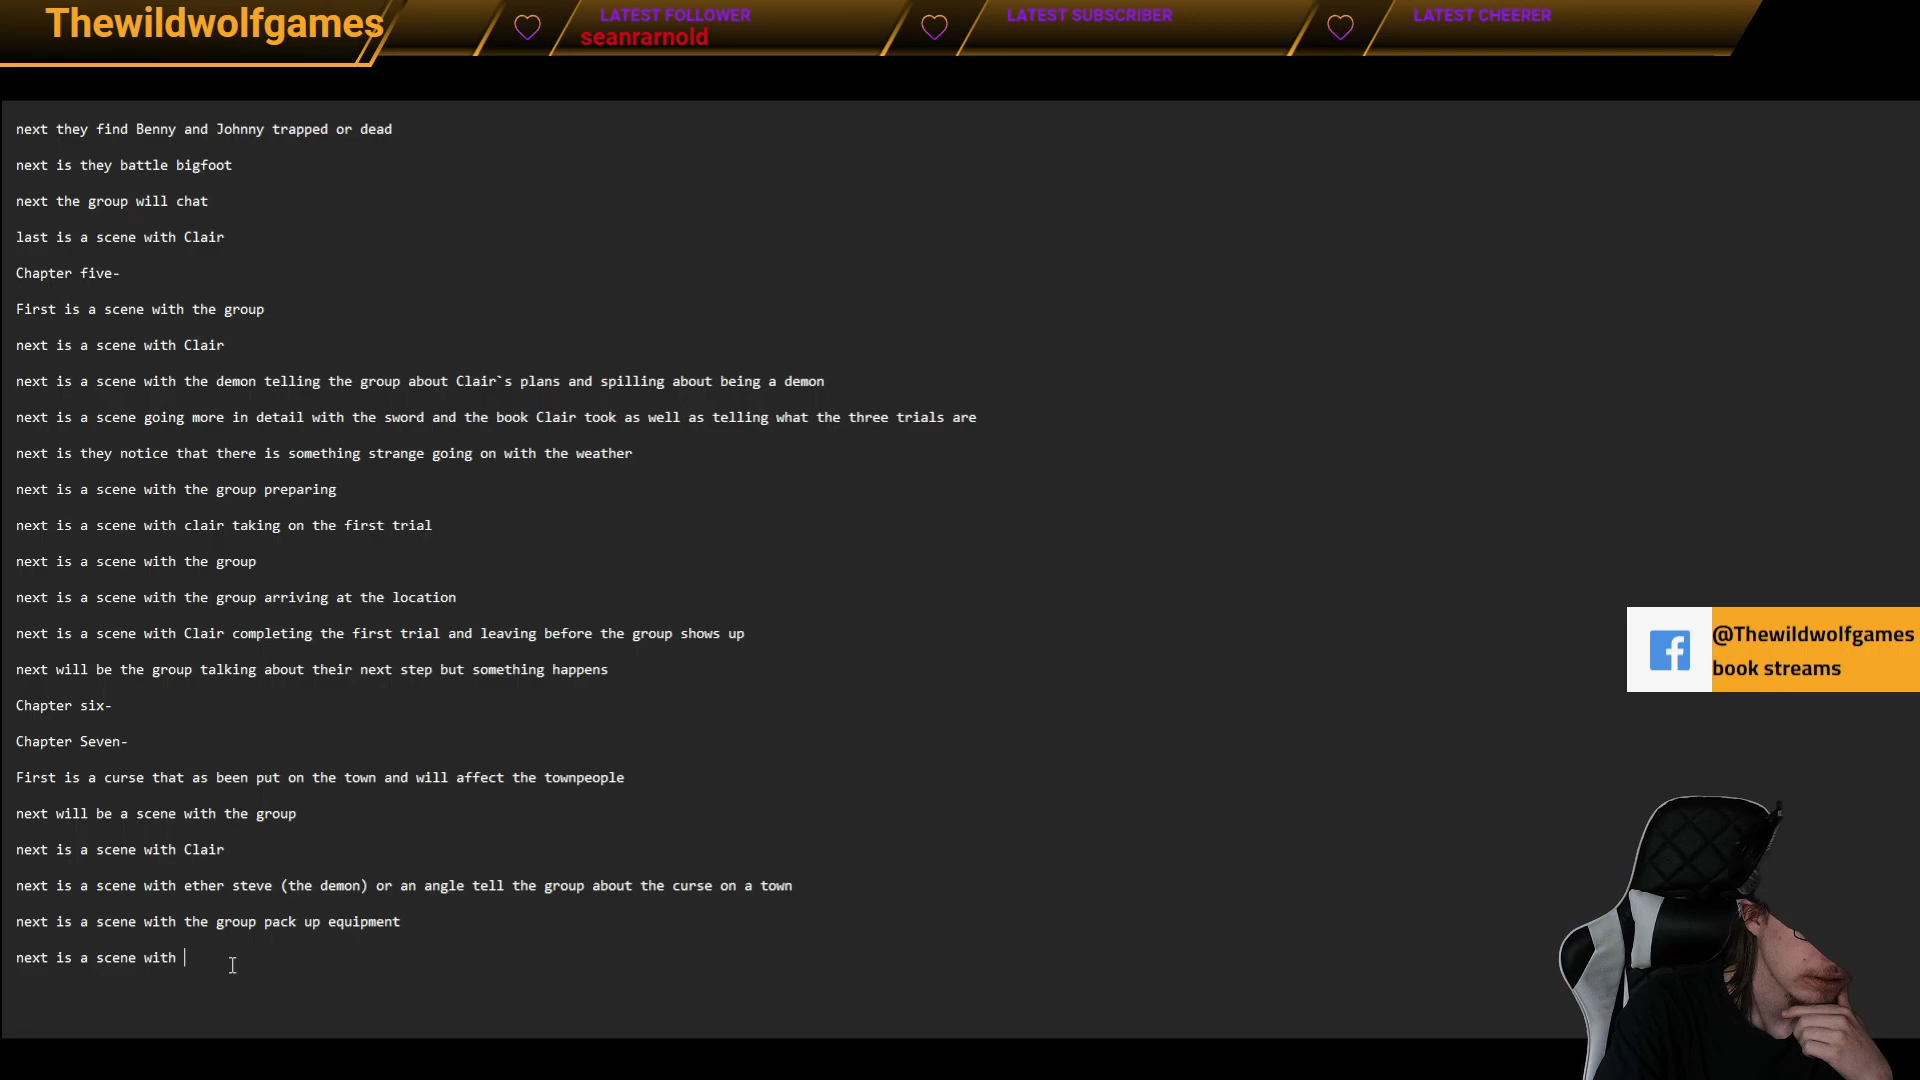 Thewildwolfgames
LATEST FOLLOWER
seanrarnold
LATEST SUBSCRIBER
LATEST CHEERER
next they find Benny and Johnny trapped or dead
next is they battle bigfoot
next the group will chat
last is a scene with Clair
Chapter five-
First is a scene with the group
next is a scene with Clair
next is a scene with the demon telling the group about Clair`s plans and spilling about being a demon
next is a scene going more in detail with the sword and the book Clair took as well as telling what the three trials are
next is they notice that there is something strange going on with the weather
next is a scene with the group preparing
next is a scene with clair taking on the first trial
next is a scene with the group
next is a scene with the group arriving at the location
next is a scene with Clair completing the first trial and leaving before the group shows up
next will be the group talking about their next step but something happens
Chapter six-
Chapter Seven-
First is a curse that as been put on the town and will affect the townpeople
next will be a scene with the group
next is a scene with Clair
next is a scene with ether steve (the demon) or an angle tell the group about the curse on a town
next is a scene with the group pack up equipment
next is a scene with
@Thewildwolfgames
book streams